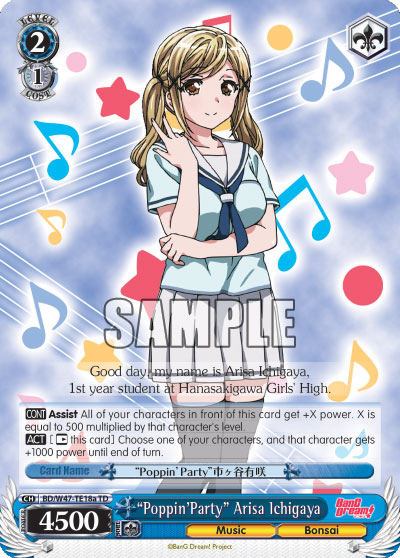 LEVEL
2
1
COST
SAMPLE
Good day, my name is Arisa Ichigaya,
1st year student at Hanasakigawa Girls' High.
CONT Assist All of your characters in front of this card get +X power. X is
equal to 500 multiplied by that character's level.
ACT [ this card] Choose one of your characters, and that character gets
+1000 power until end of turn.
Card Name
"Poppin'Party"市ヶ谷有咲
CH BD/W47-TE18a TD
"Poppin'Party" Arisa Ichigaya
BanG Dream!
POWER
4500
SOUL
Music
Bonsai
©BanG Dream! Project